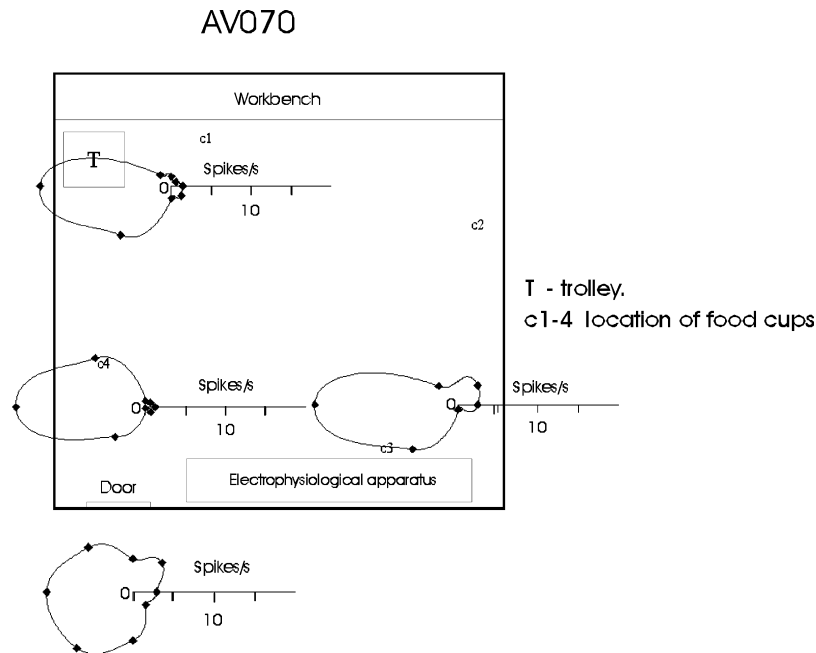 AV070
Workbench
c1
T
Spikes/s
0
10
c2
T - trolley.
c1-4 location of food cups
c4
Spikes/s
0
10
Spikes/s
0
10
c3
Electrophysiological apparatus
Door
Spikes/s
0
10